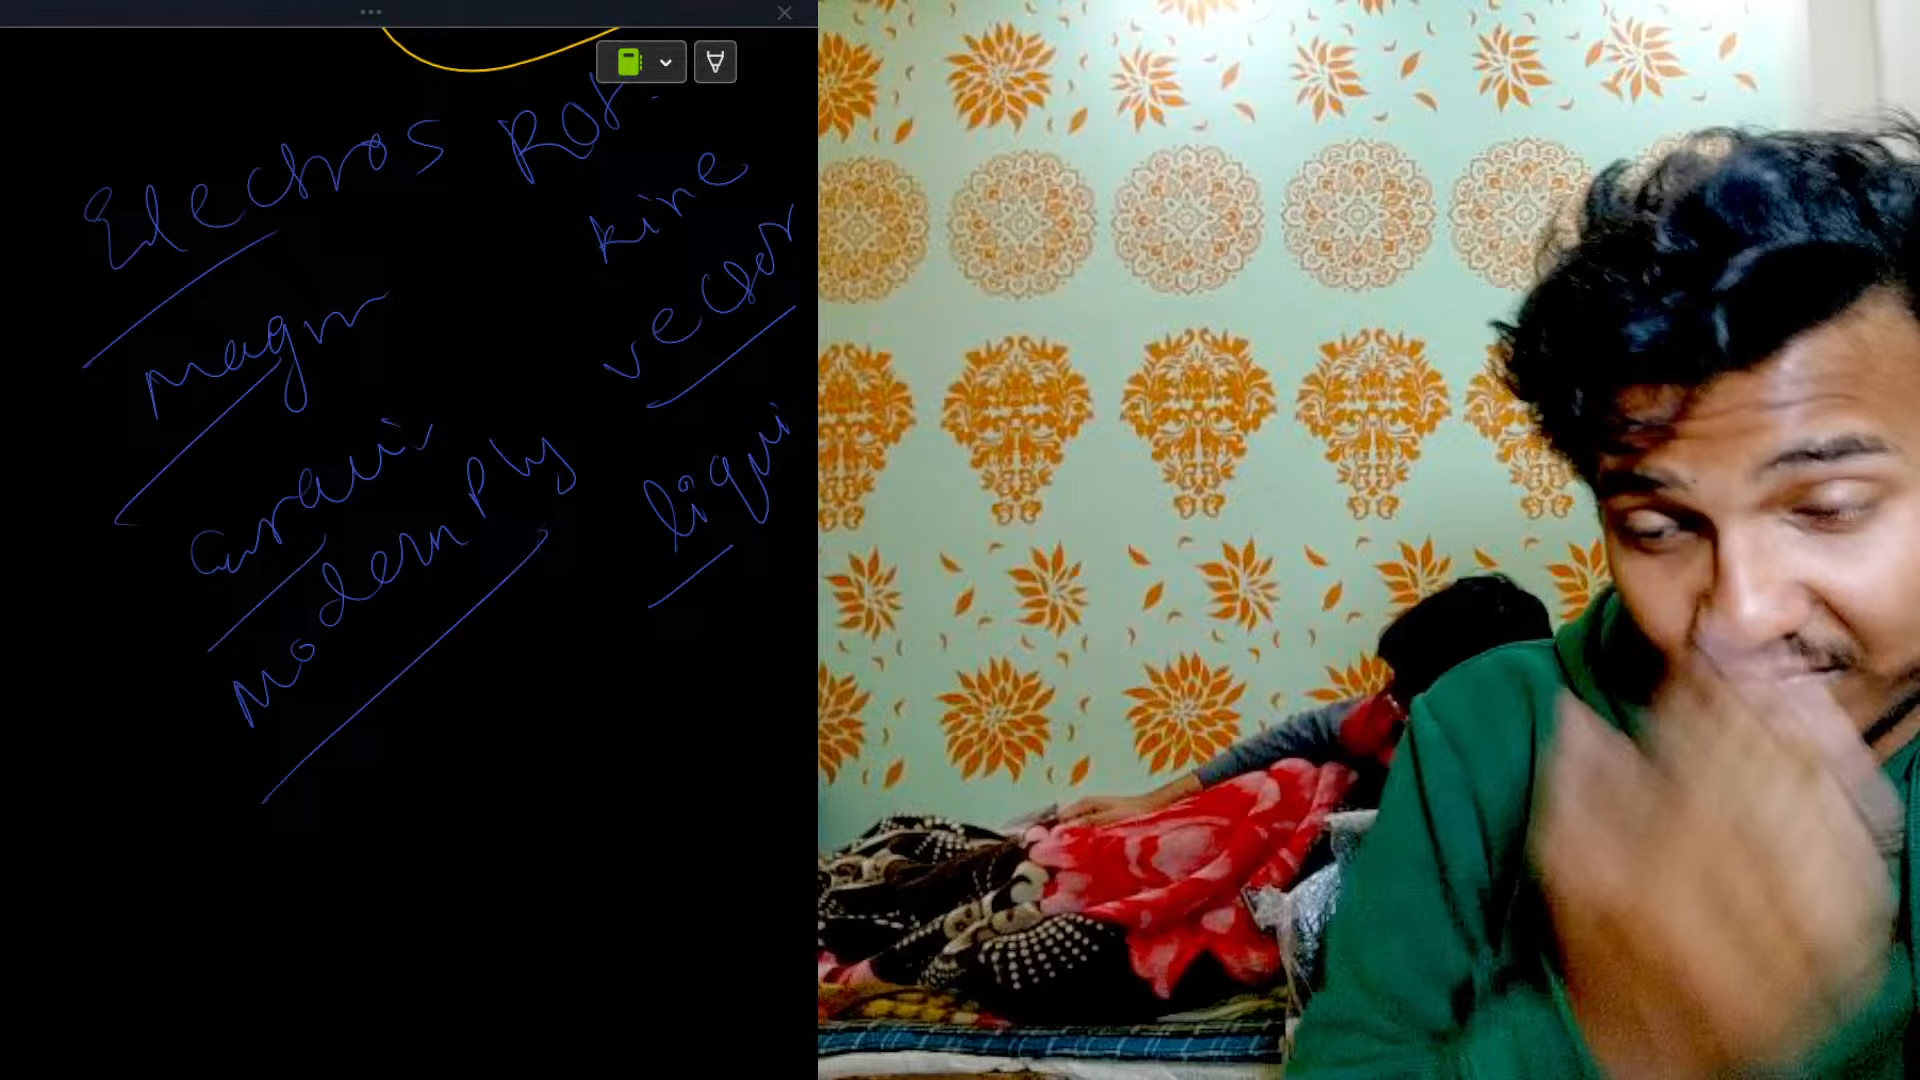 Electros
Rot.
kine
vector
magn
Gravi
liqui
modern Phy